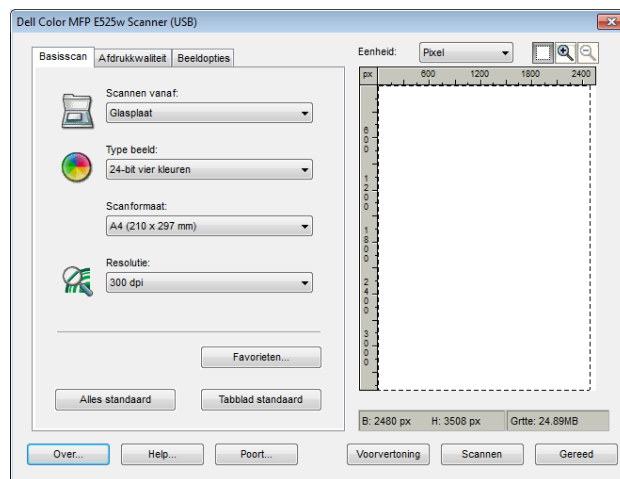 Dell Color MFP E525w Scanner (USB)
Basisscan Afdrukkwaliteit Beeldopties
Scannen vanaf:
Glasplaat
Type beeld:
24-bit vier kleuren
Scanformaat:
A4 (210 x 297 mm)
Resolutie:
300 dpi
Favorieten...
Alles standaard Tabblad standaard
Eenheid: Pixel
px 600 1200 1800 2400
600
1200
1800
2400
3000
B: 2480 px H: 3508 px Grtte: 24.89MB
Over... Help... Poort... Voorvertoning Scannen Gereed